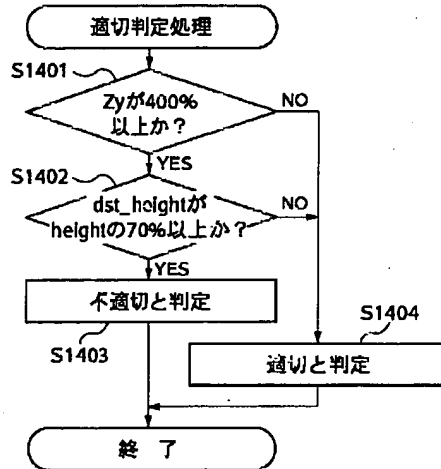 適切判定処理
S1401
Zyが400%
以上か？
NO
YES
S1402
dst_heightが
heightの70%以上か？
NO
YES
不適切と判定
S1403
S1404
適切と判定
終 了